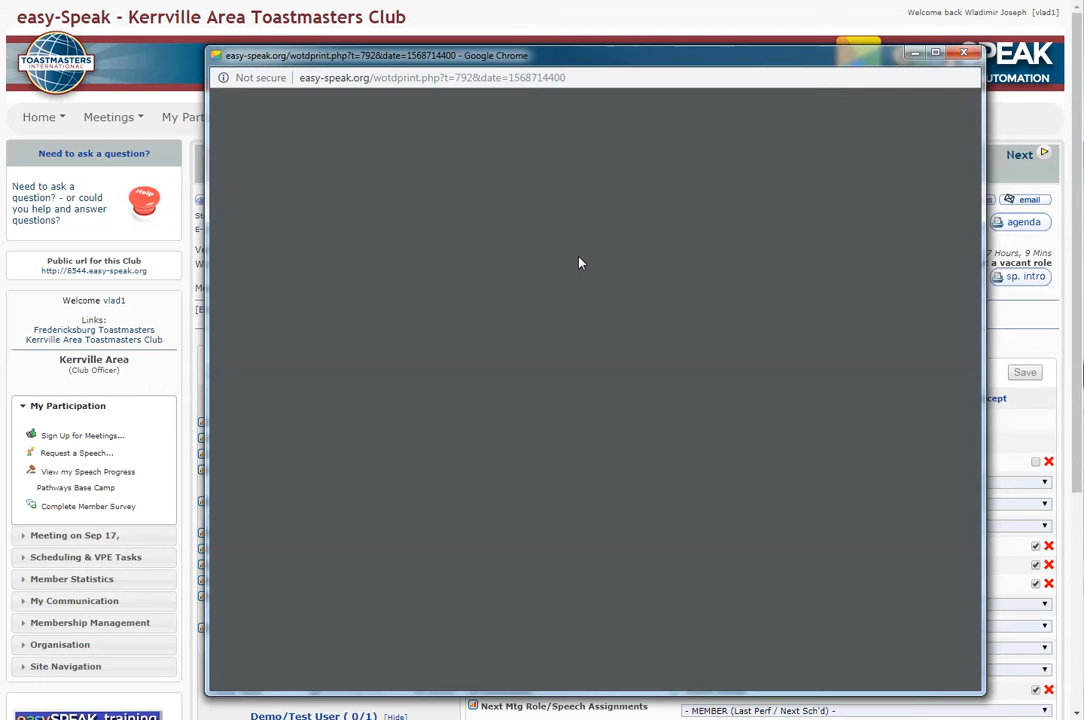 easy-Speak - Kerrville Area Toastmasters Club
Welcome back Wladimir Joseph [vlad1]
TOASTMASTERS
INTERNATIONAL
SPEAK
AUTOMATION
easy-speak.org/wotdprint.php?t=792&date=1568714400 - Google Chrome
Not secure
easy-speak.org/wotdprint.php?t=792&date=1568714400
Home
Meetings
My Part
Need to ask a question?
Need to ask a
question? - or could
you help and answer
questions?
Help
Public url for this Club
http://8544.easy-speak.org
Welcome vlad1
Links:
Fredericksburg Toastmasters
Kerrville Area Toastmasters Club
Kerrville Area
(Club Officer)
My Participation
Sign Up for Meetings...
Request a Speech...
View my Speech Progress
Pathways Base Camp
Complete Member Survey
Meeting on Sep 17,
Scheduling & VPE Tasks
Member Statistics
My Communication
Membership Management
Organisation
Site Navigation
easySPEAK training
Next
email
agenda
7 Hours, 9 Mins
t a vacant role
sp. intro
Save
cept
Demo/Test User ( 0/1) [Hide]
Next Mtg Role/Speech Assignments
- MEMBER (Last Perf / Next Sch'd) -